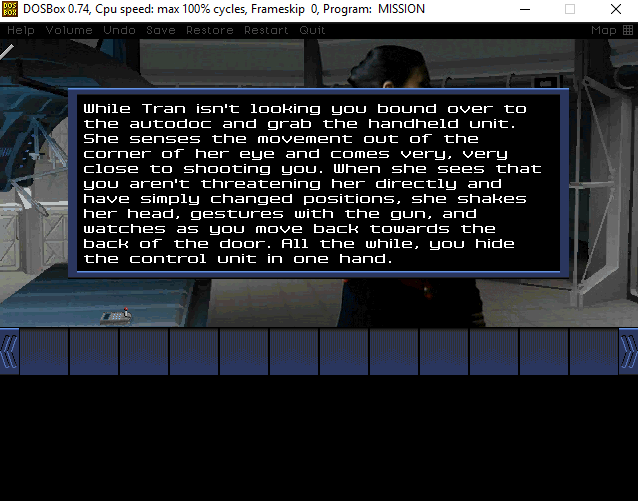 DOSBox 0.74, Cpu speed: max 100% cycles, Frameskip 0, Program: MISSION
Help Volume Undo Save Restore Restart Quit Map
While Tran isn't looking you bound over to
the autodoc and grab the handheld unit.
She senses the movement out of the
corner of her eye and comes very, very
close to shooting you. When she sees that
you aren't threatening her directly and
have simply changed positions, she shakes
her head, gestures with the gun, and
watches as you move back towards the
back of the door. All the while, you hide
the control unit in one hand.